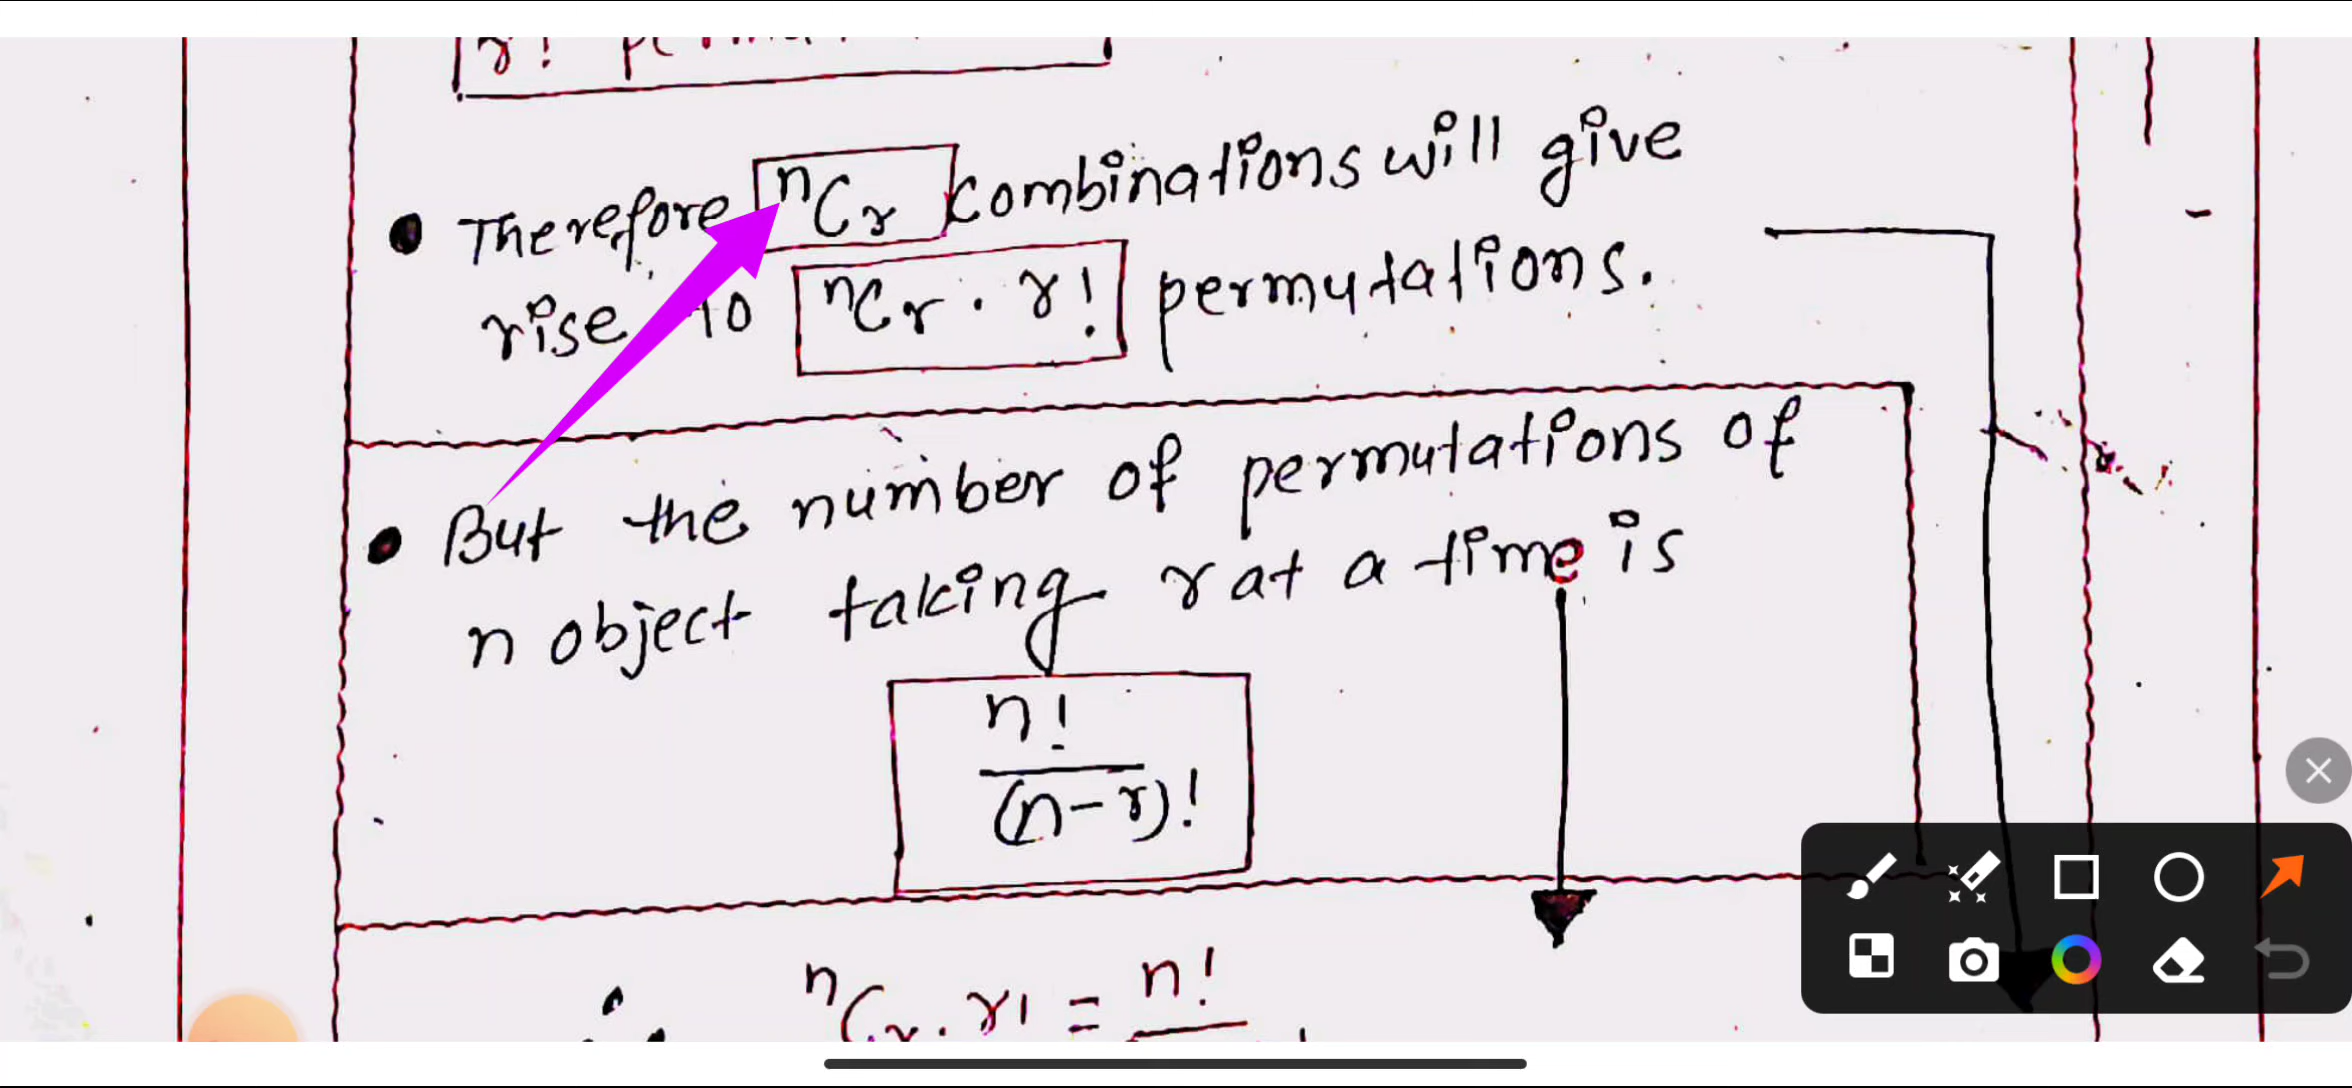 r!
• Therefore ⁿCᵣ combinations will give
rise to ⁿCᵣ . r! permutations.
• But the number of permutations of
n object taking r at a time is
n!
(n-r)!
ⁿCᵣ . r! = n!